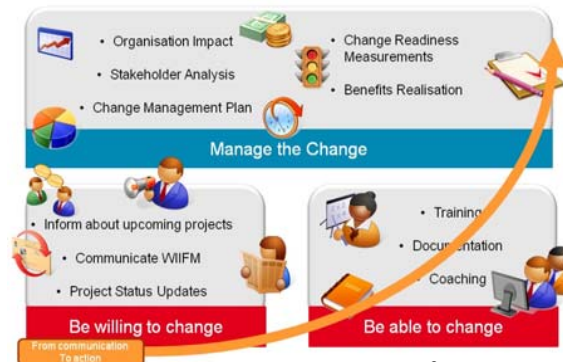 Organisation Impact
Stakeholder Analysis
Change Management Plan
Change Readiness
Measurements
Benefits Realisation
Manage the Change
Inform about upcoming projects
Communicate WIIFM
Project Status Updates
Be willing to change
Training
Documentation
Coaching
Be able to change
From communication
To action